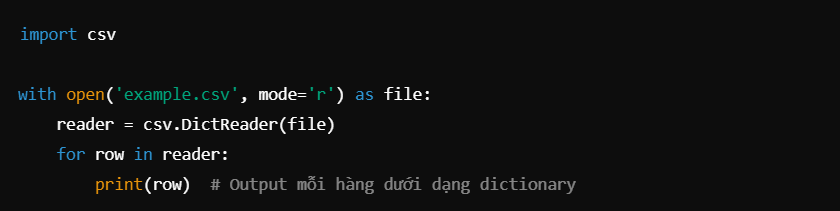 import csv
with open('example.csv', mode='r') as file:
    reader = csv.DictReader(file)
    for row in reader:
        print(row)  # Output mỗi hàng dưới dạng dictionary